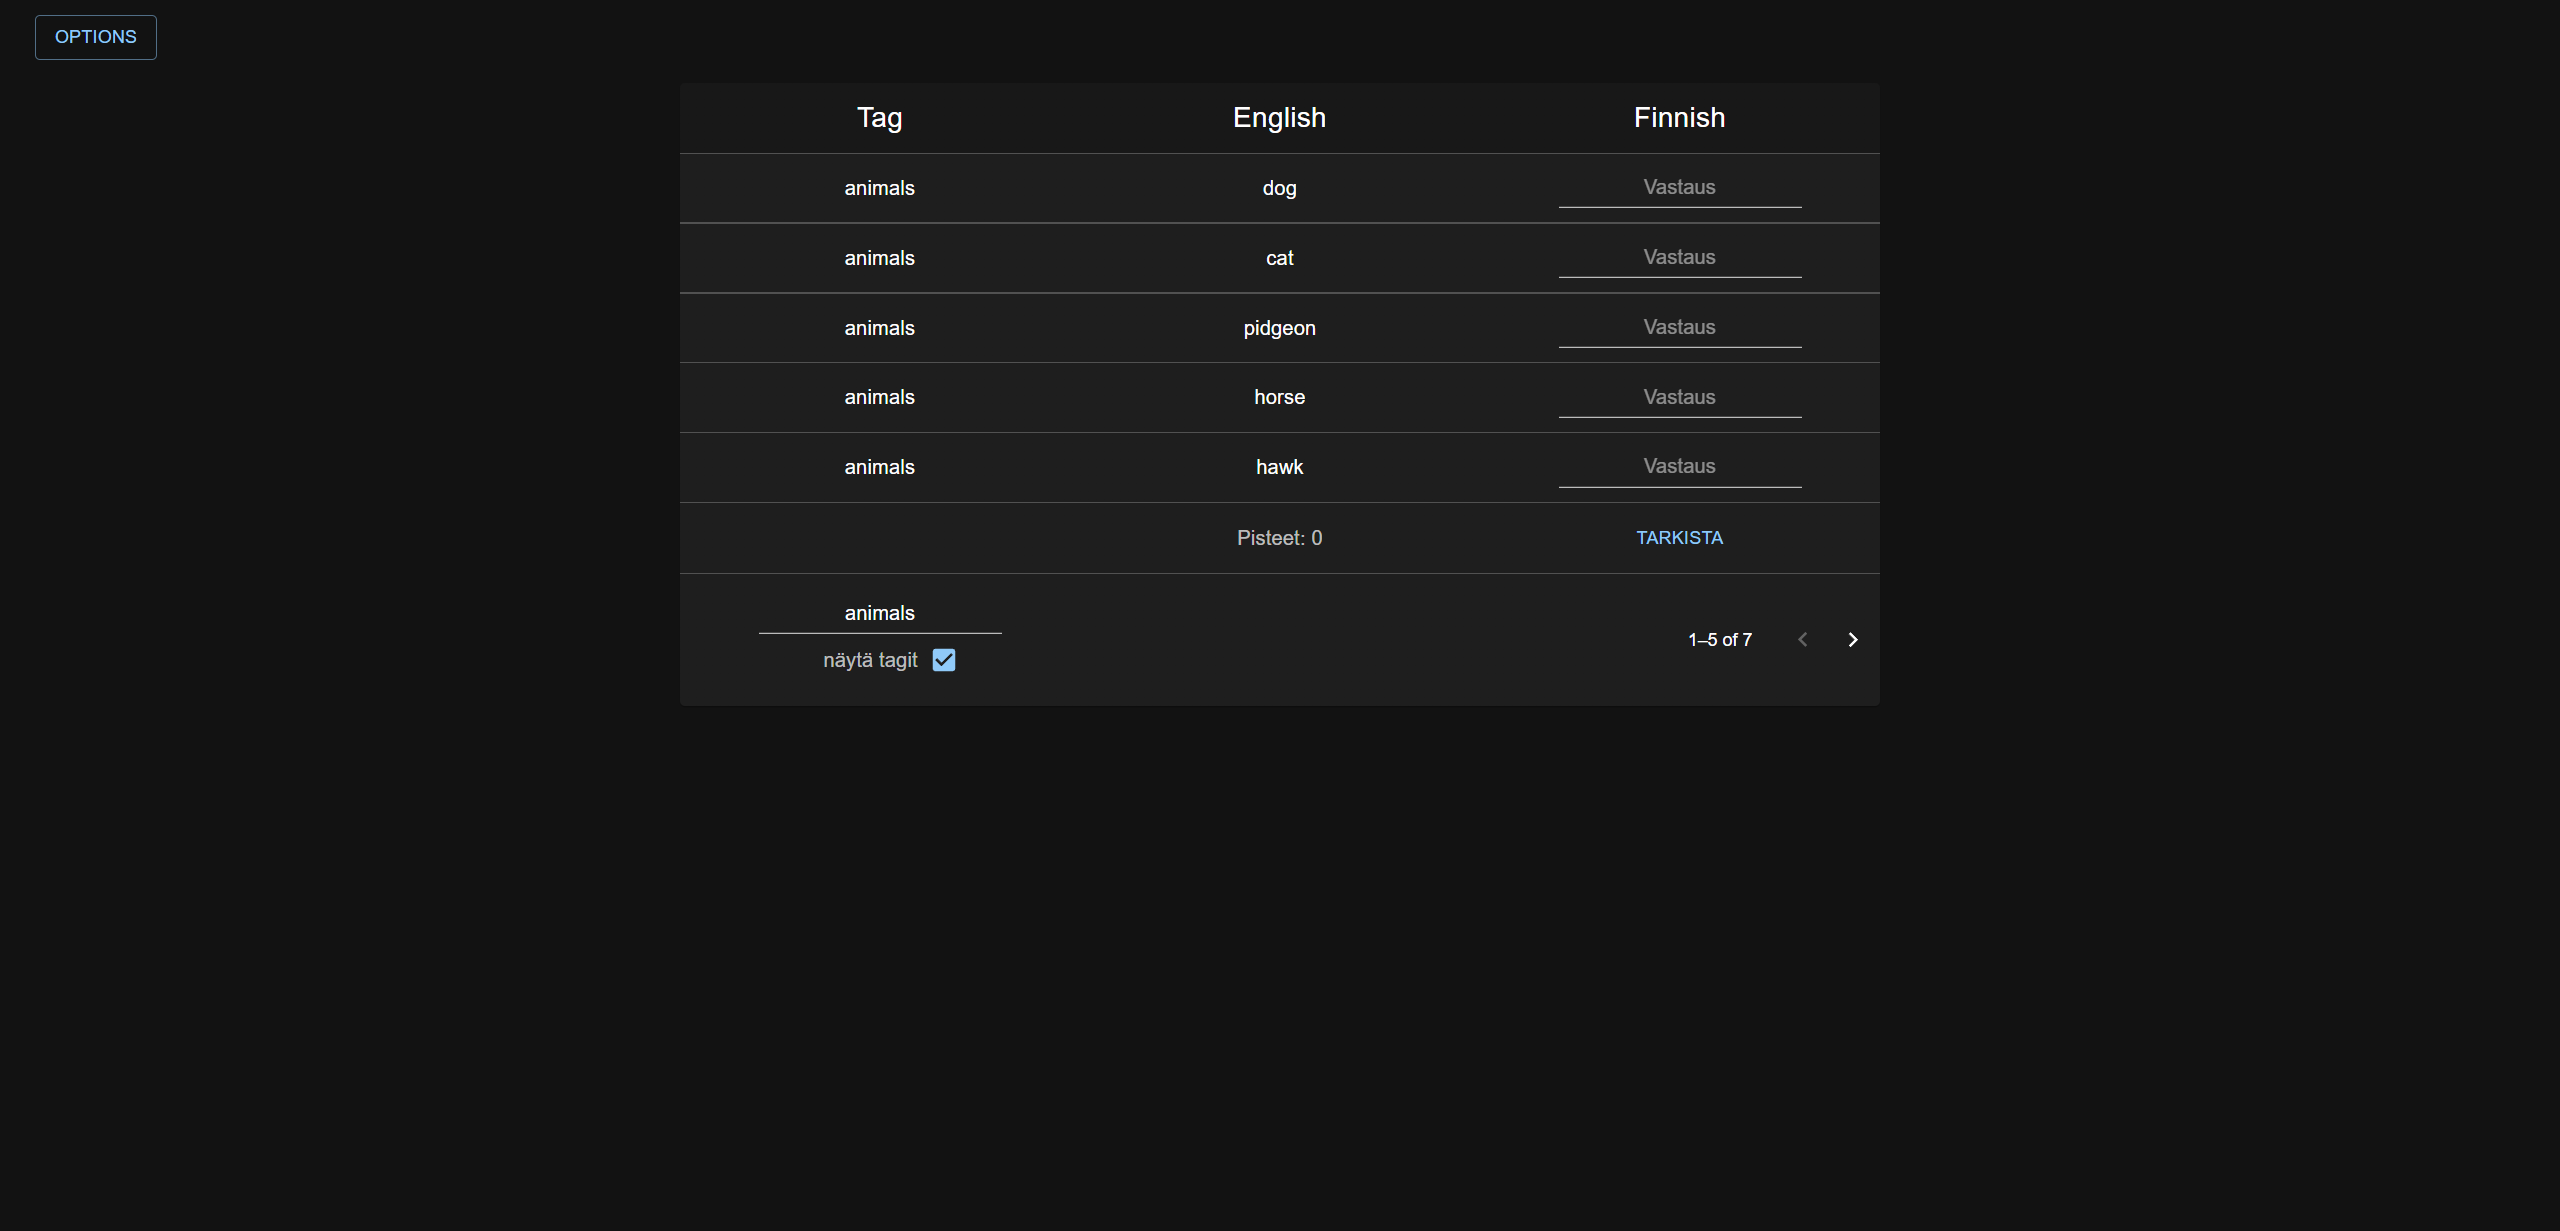 OPTIONS
Tag English Finnish
animals dog Vastaus
animals cat Vastaus
animals pidgeon Vastaus
animals horse Vastaus
animals hawk Vastaus
Pisteet: 0 TARKISTA
animals
näytä tagit
1–5 of 7